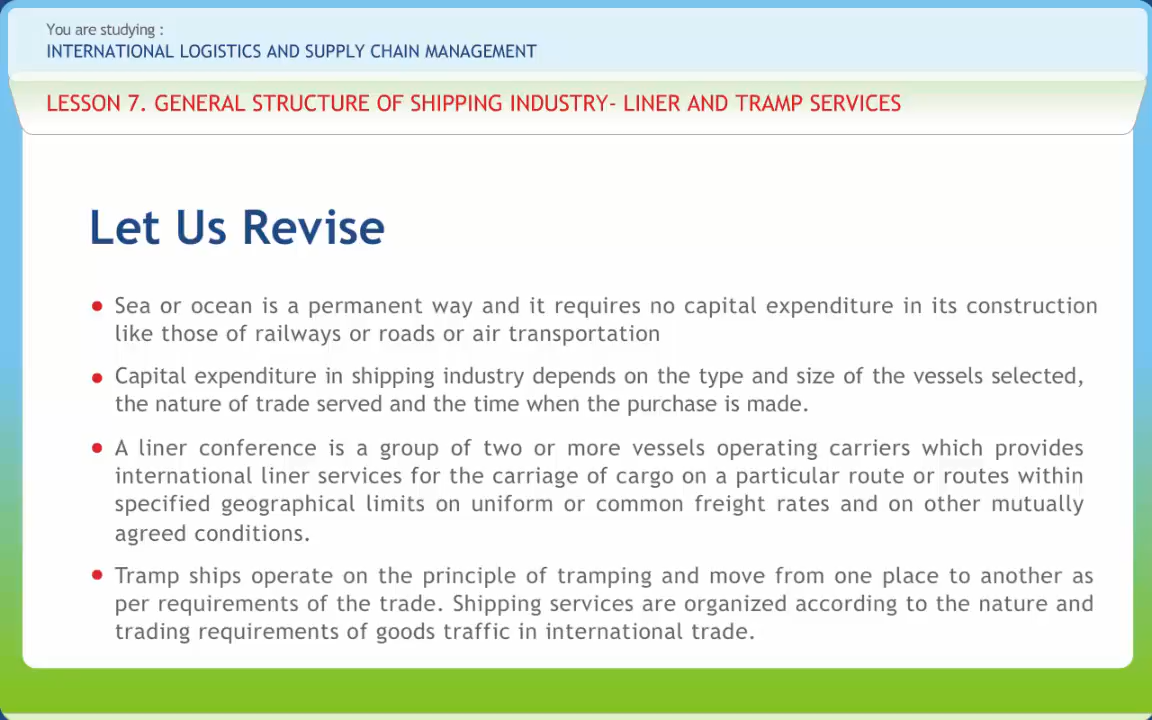 You are studying :
INTERNATIONAL LOGISTICS AND SUPPLY CHAIN MANAGEMENT
LESSON 7. GENERAL STRUCTURE OF SHIPPING INDUSTRY- LINER AND TRAMP SERVICES
Let Us Revise
• Sea or ocean is a permanent way and it requires no capital expenditure in its construction
like those of railways or roads or air transportation
• Capital expenditure in shipping industry depends on the type and size of the vessels selected,
the nature of trade served and the time when the purchase is made.
• A liner conference is a group of two or more vessels operating carriers which provides
international liner services for the carriage of cargo on a particular route or routes within
specified geographical limits on uniform or common freight rates and on other mutually
agreed conditions.
• Tramp ships operate on the principle of tramping and move from one place to another as
per requirements of the trade. Shipping services are organized according to the nature and
trading requirements of goods traffic in international trade.